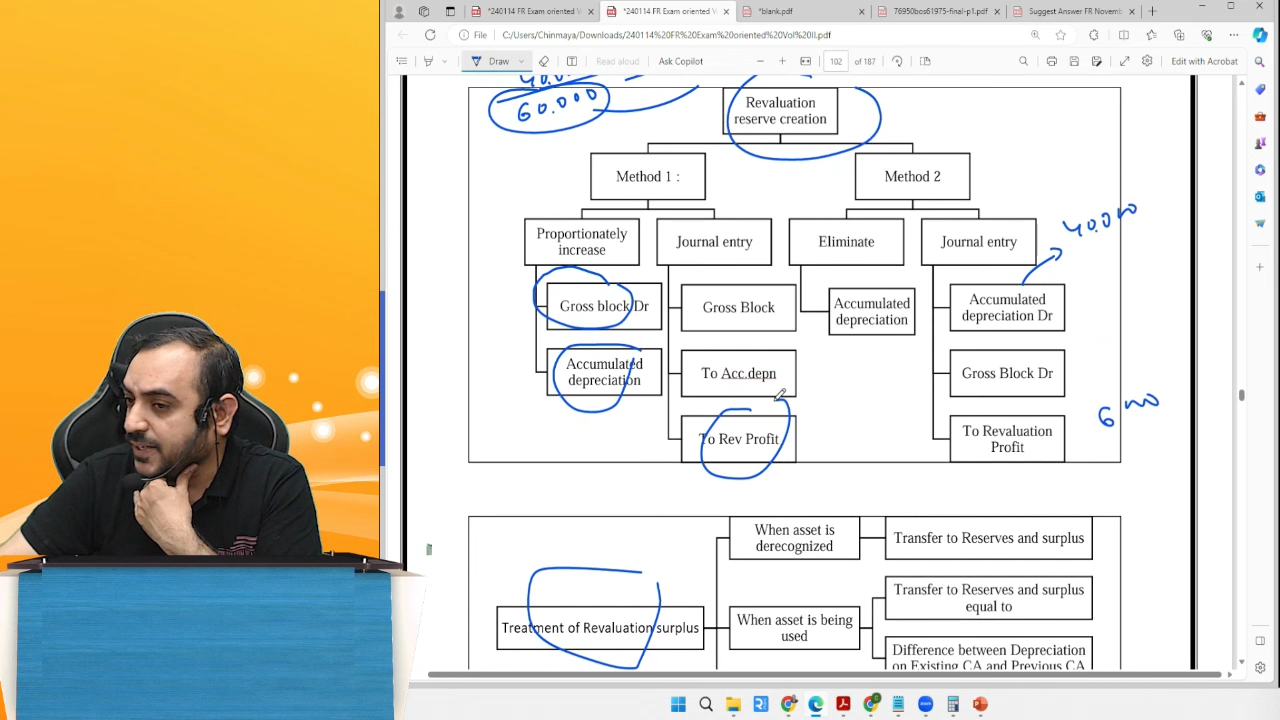 *240114 FR Exam oriented V
*240114 FR Exam oriented V
*blank.pdf
76950bos61975-final-p1.pdf
Suggest Answer FR Novemb
File
C:/Users/Chinmaya/Downloads/240114%20FR%20Exam%20oriented%20Vol%20II.pdf
Draw
Read aloud
Ask Copilot
102
of 187
Edit with Acrobat
60.000
Revaluation
reserve creation
Method 1 :
Method 2
40.000
Proportionately
increase
Journal entry
Eliminate
Journal entry
Gross block Dr
Gross Block
Accumulated
depreciation
Accumulated
depreciation Dr
Accumulated
depreciation
To Acc.depn
Gross Block Dr
To Rev Profit
To Revaluation
Profit
When asset is
derecognized
Transfer to Reserves and surplus
Treatment of Revaluation surplus
When asset is being
used
Transfer to Reserves and surplus
equal to
Difference between Depreciation
on Existing CA and Previous CA